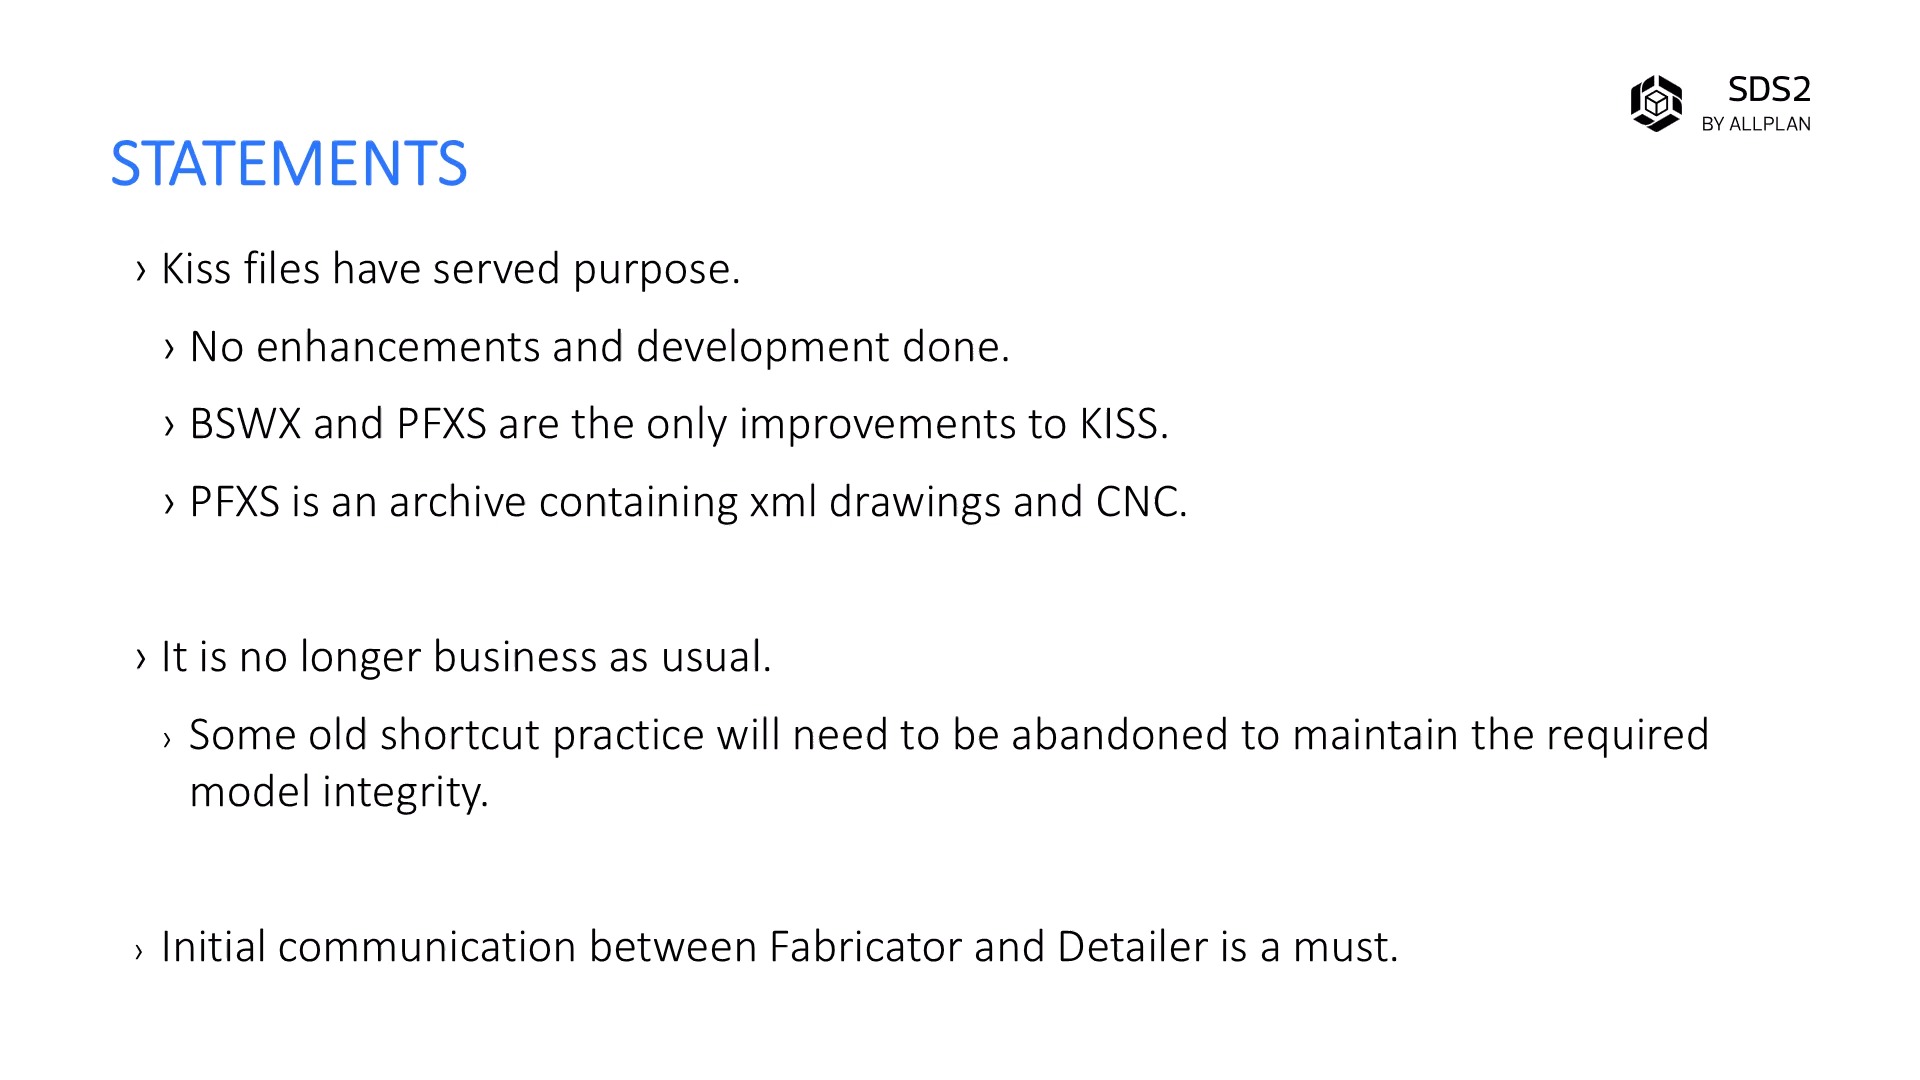 SDS2
BY ALLPLAN
STATEMENTS
› Kiss files have served purpose.
› No enhancements and development done.
› BSWX and PFXS are the only improvements to KISS.
› PFXS is an archive containing xml drawings and CNC.
› It is no longer business as usual.
› Some old shortcut practice will need to be abandoned to maintain the required
model integrity.
› Initial communication between Fabricator and Detailer is a must.